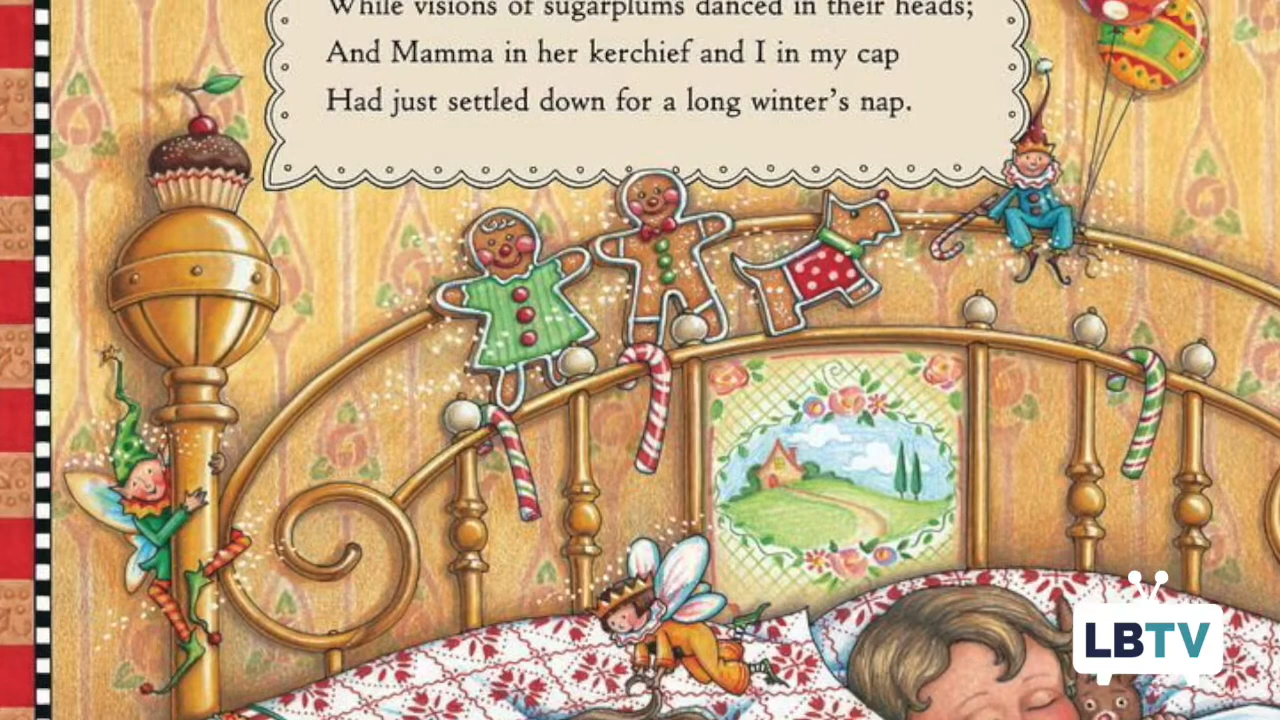 While visions of sugarplums danced in their heads;
And Mamma in her kerchief and I in my cap
Had just settled down for a long winter's nap.
LBTV